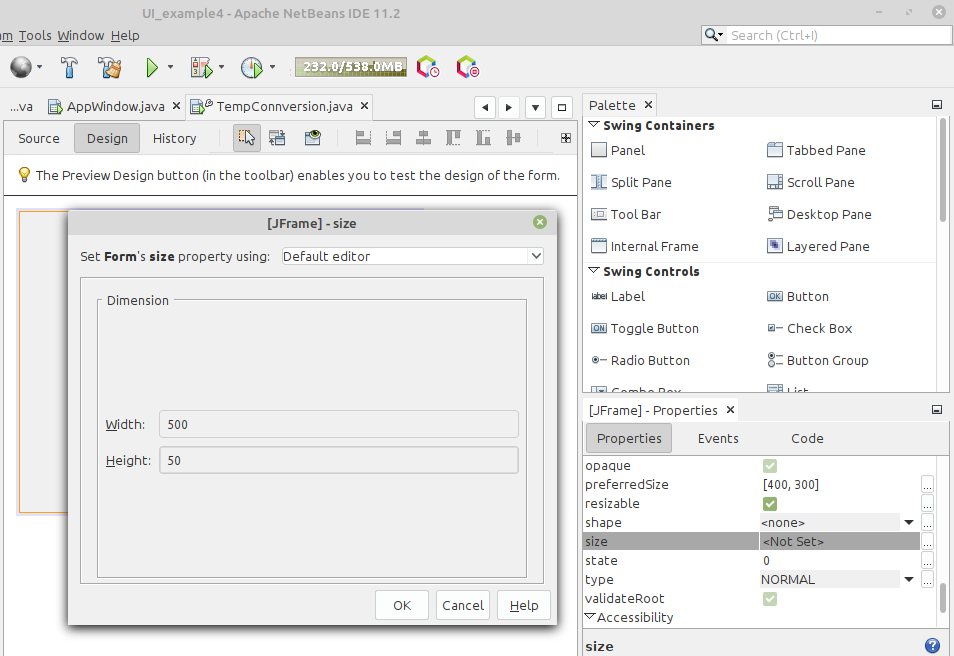 UI_example4 - Apache NetBeans IDE 11.2
am Tools Window Help
Search (Ctrl+I)
232.0/538.0MB
...va AppWindow.java TempConnversion.java
Source Design History
The Preview Design button (in the toolbar) enables you to test the design of the form.
[JFrame] - size
Set Form's size property using: Default editor
Dimension
Width: 500
Height: 50
OK Cancel Help
Palette
Swing Containers
Panel Tabbed Pane
Split Pane Scroll Pane
Tool Bar Desktop Pane
Internal Frame Layered Pane
Swing Controls
label Label OK Button
ON Toggle Button Check Box
Radio Button Button Group
Combo Box List
[JFrame] - Properties
Properties Events Code
opaque
preferredSize [400, 300] ...
resizable ...
shape <none> ...
size <Not Set> ...
state 0 ...
type NORMAL ...
validateRoot
Accessibility
size ?